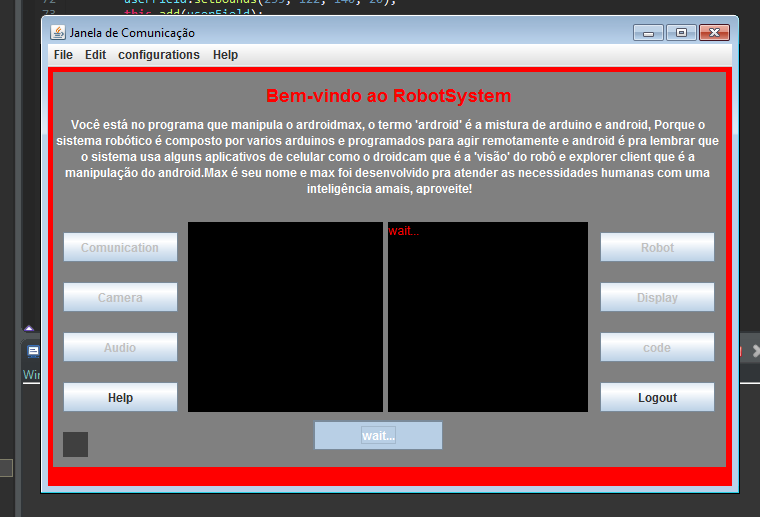 userField.setBounds(239, 122, 140, 20);
73 this.add(userField);
Janela de Comunicação
File Edit configurations Help
Bem-vindo ao RobotSystem
Você está no programa que manipula o ardroidmax, o termo 'ardroid' é a mistura de arduino e android, Porque o
sistema robótico é composto por varios arduinos e programados para agir remotamente e android é pra lembrar que
o sistema usa alguns aplicativos de celular como o droidcam que é a 'visão' do robô e explorer client que é a
manipulação do android.Max é seu nome e max foi desenvolvido pra atender as necessidades humanas com uma
inteligência amais, aproveite!
wait...
Comunication
Robot
Camera
Display
Audio
code
Help
Logout
wait...